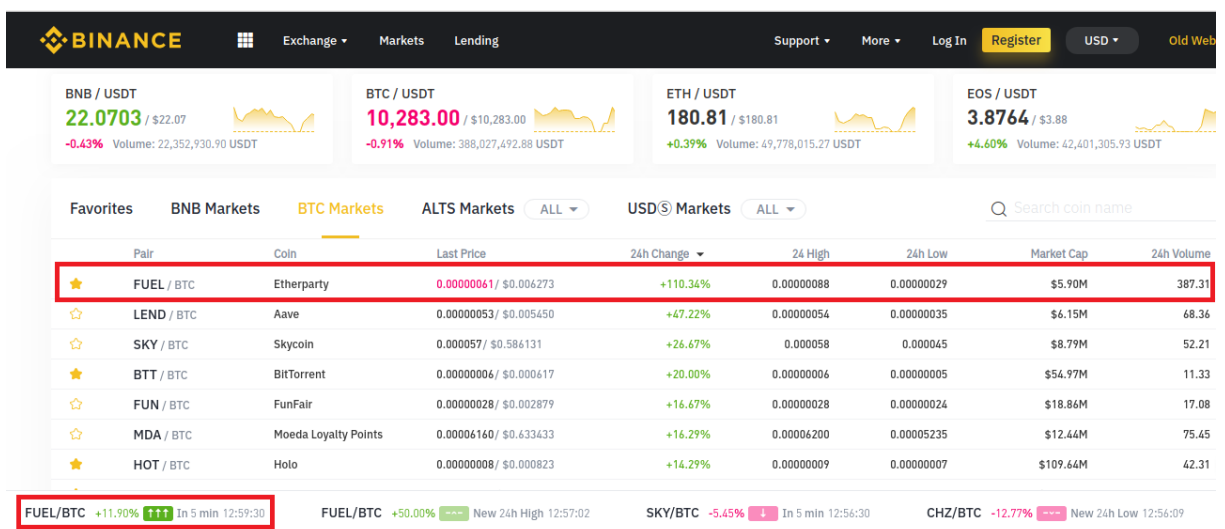 BINANCE Exchange Markets Lending Support More Log In Register USD Old Web
BNB / USDT BTC / USDT ETH / USDT EOS / USDT
22.0703 / $22.07 10,283.00 / $10,283.00 180.81 / $180.81 3.8764 / $3.88
-0.43% Volume: 22,352,930.90 USDT -0.91% Volume: 388,027,492.88 USDT +0.39% Volume: 49,778,015.27 USDT +4.60% Volume: 42,401,305.93 USDT
Favorites BNB Markets BTC Markets ALTS Markets ALL USDⓈ Markets ALL Search coin name
Pair Coin Last Price 24h Change 24 High 24h Low Market Cap 24h Volume
FUEL / BTC Etherparty 0.00000061/ $0.006273 +110.34% 0.00000088 0.00000029 $5.90M 387.31
LEND / BTC Aave 0.00000053/ $0.005450 +47.22% 0.00000054 0.00000035 $6.15M 68.36
SKY / BTC Skycoin 0.000057/ $0.586131 +26.67% 0.000058 0.000045 $8.79M 52.21
BTT / BTC BitTorrent 0.00000006/ $0.000617 +20.00% 0.00000006 0.00000005 $54.97M 11.33
FUN / BTC FunFair 0.00000028/ $0.002879 +16.67% 0.00000028 0.00000024 $18.86M 17.08
MDA / BTC Moeda Loyalty Points 0.00006160/ $0.633433 +16.29% 0.00006200 0.00005235 $12.44M 75.45
HOT / BTC Holo 0.00000008/ $0.000823 +14.29% 0.00000009 0.00000007 $109.64M 42.31
FUEL/BTC +11.90% ↑↑↑ In 5 min 12:59:30 FUEL/BTC +50.00% --- New 24h High 12:57:02 SKY/BTC -5.45% ↓ In 5 min 12:56:30 CHZ/BTC -12.77% --- New 24h Low 12:56:09